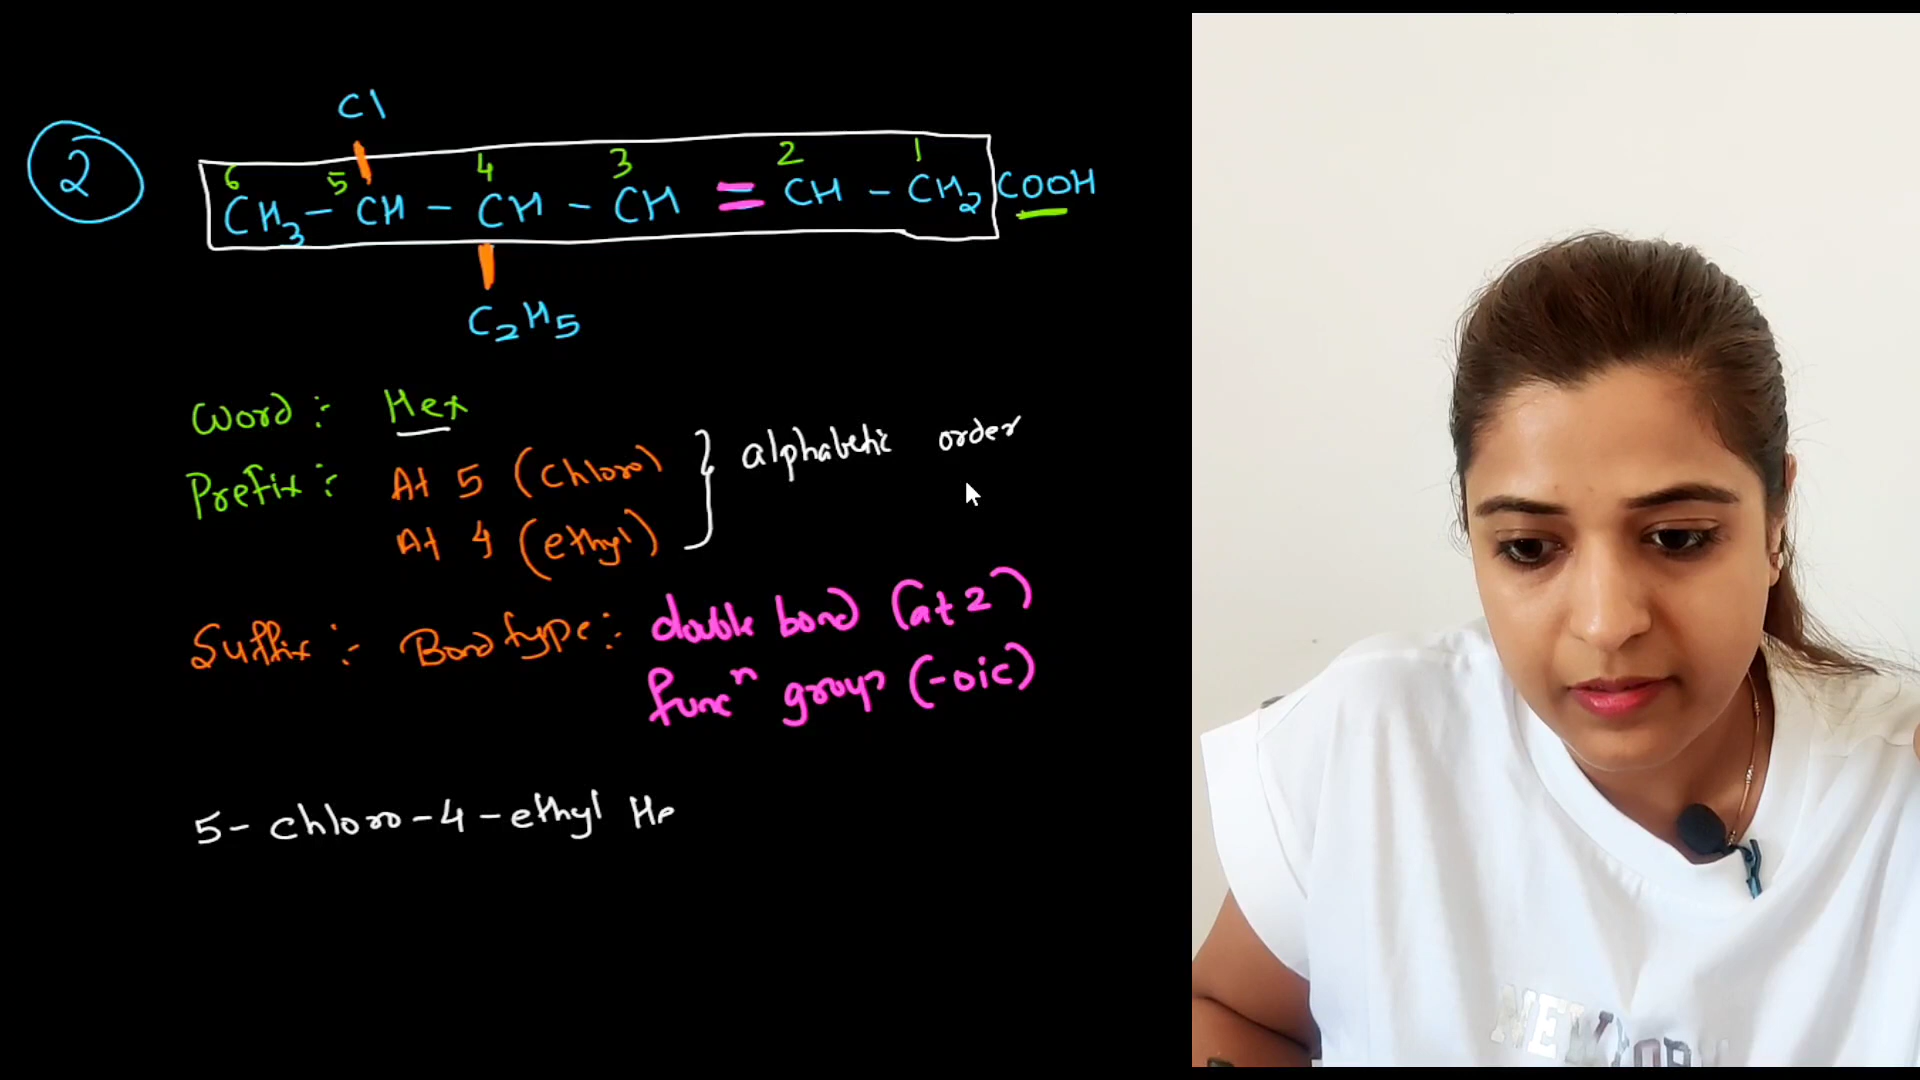 2
Cl
6 5 4 3 2 1
CH3 - CH - CH - CH = CH - CH2 COOH
C2H5
Word :- Hex
Prefix :- At 5 (chloro)
At 4 (ethyl)
} alphabetic order
Suffix :- Bond type :- double bond (at 2)
funcⁿ group (-oic)
5- chloro-4-ethyl He